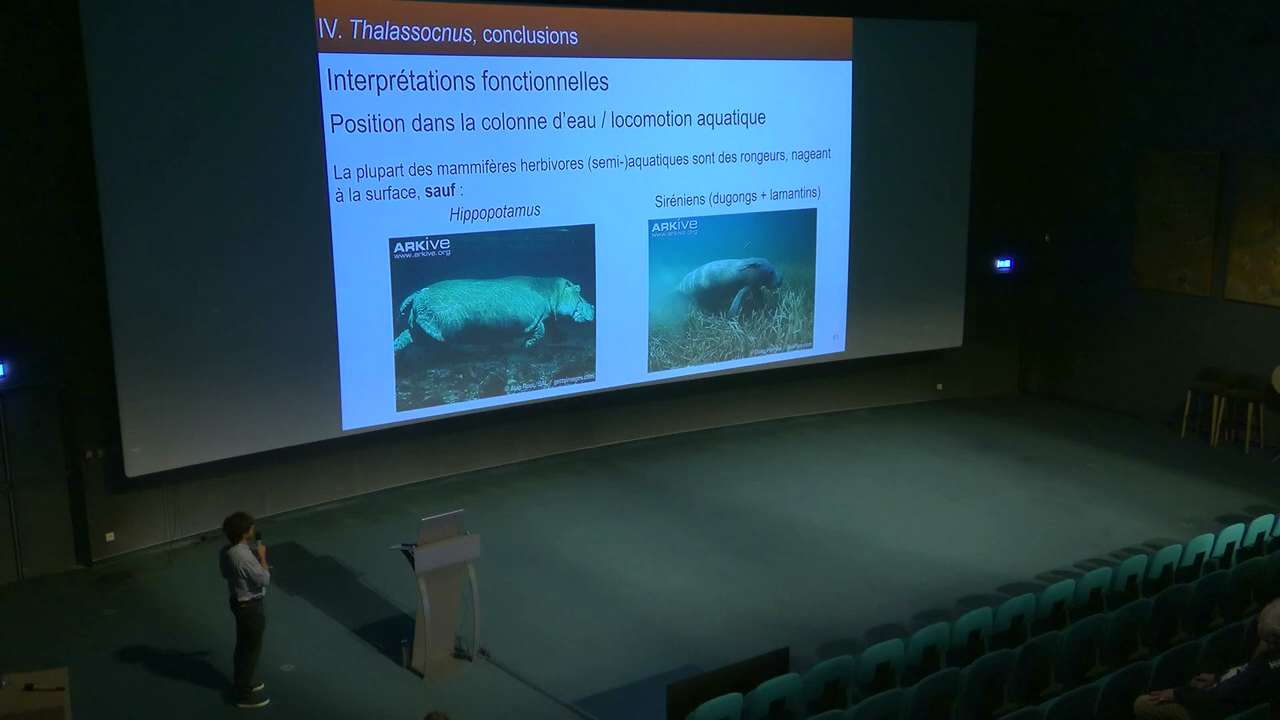 IV. Thalassocnus, conclusions
Interprétations fonctionnelles
Position dans la colonne d'eau / locomotion aquatique
La plupart des mammifères herbivores (semi-)aquatiques sont des rongeurs, nageant
à la surface, sauf :
Hippopotamus
Siréniens (dugongs + lamantins)
ARKIVE
www.arkive.org
ARKIVE
www.arkive.org